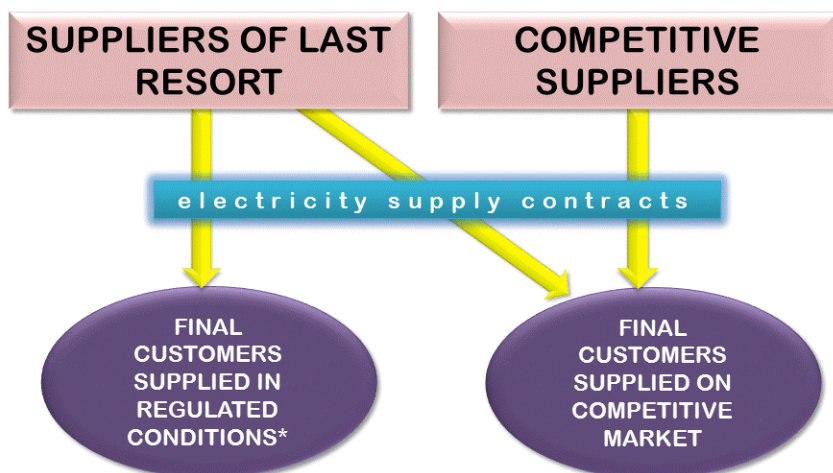 SUPPLIERS OF LAST
RESORT
COMPETITIVE
SUPPLIERS
electricity supply contracts
FINAL
CUSTOMERS
SUPPLIED IN
REGULATED
CONDITIONS*
FINAL
CUSTOMERS
SUPPLIED ON
COMPETITIVE
MARKET